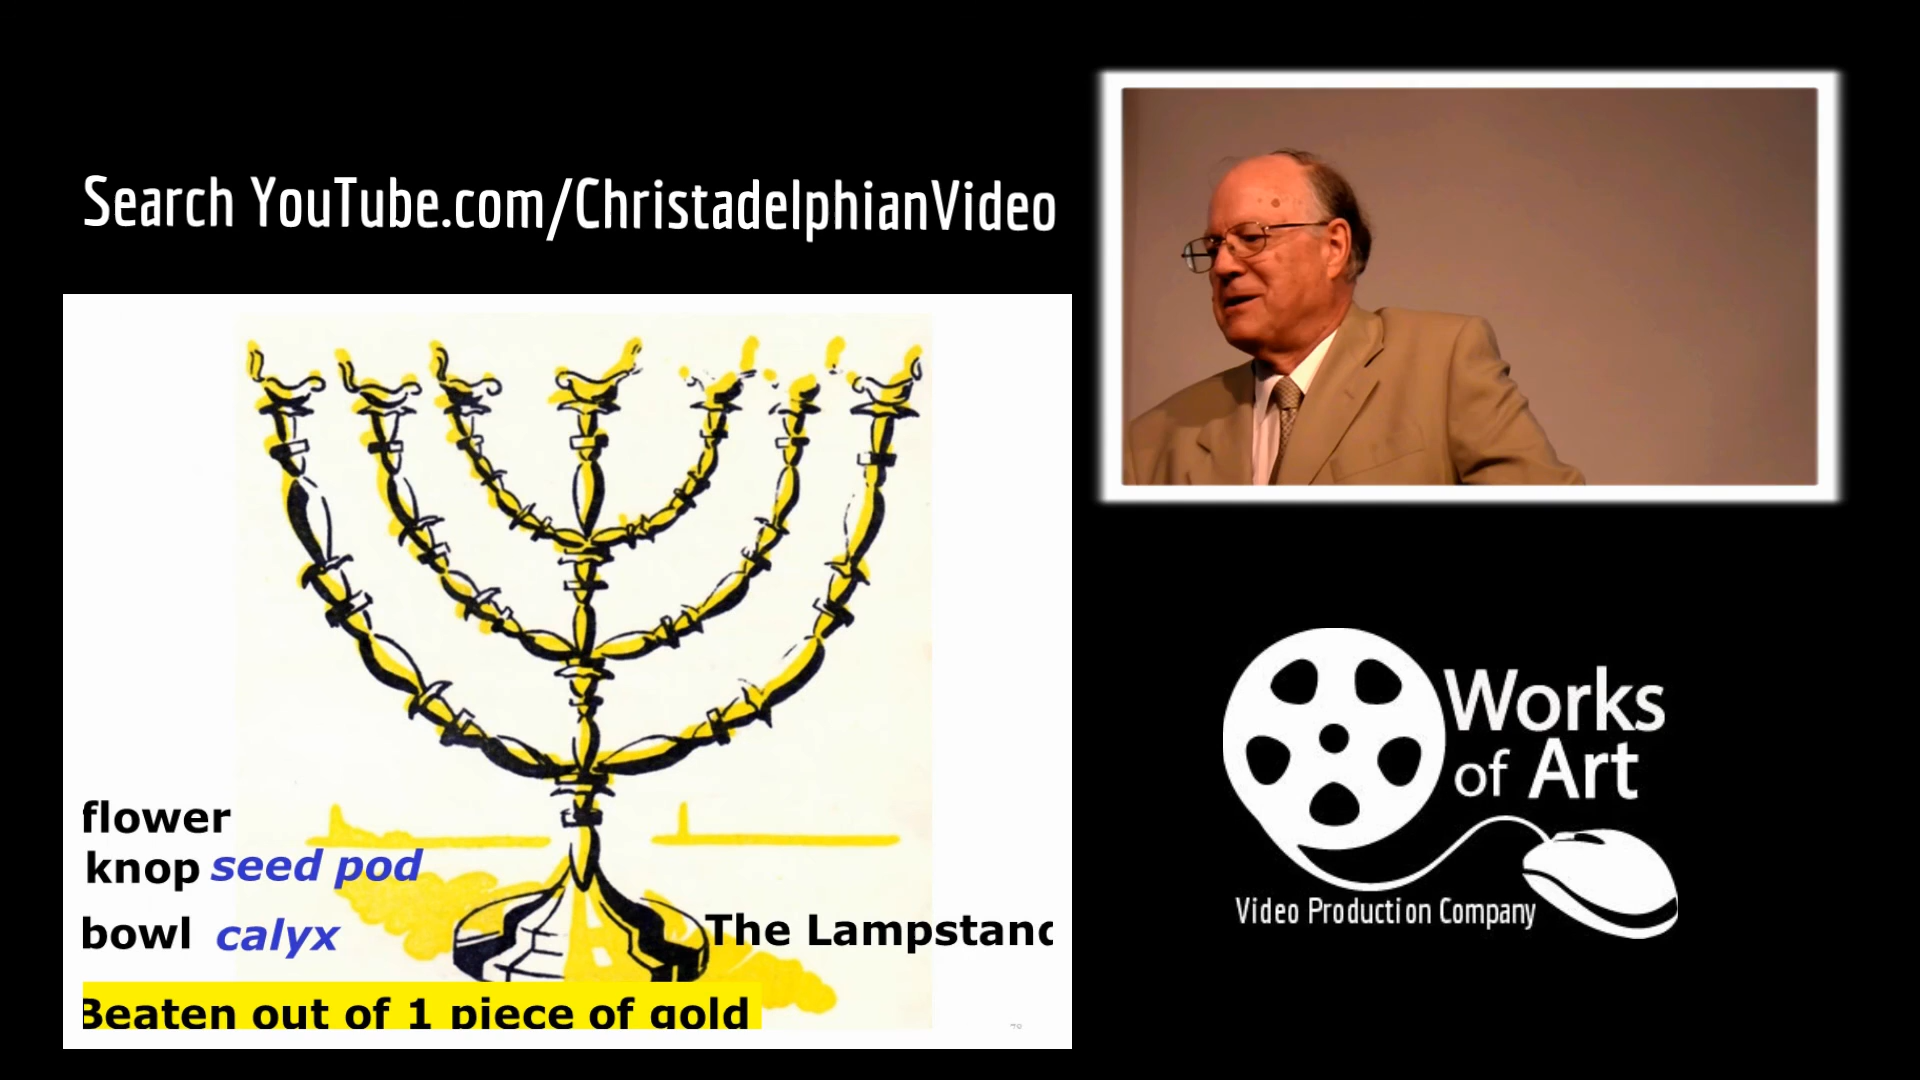 Search YouTube.com/ChristadelphianVideo
flower
knop seed pod
bowl calyx
The Lampstand
Beaten out of 1 piece of gold
Works
of Art
Video Production Company